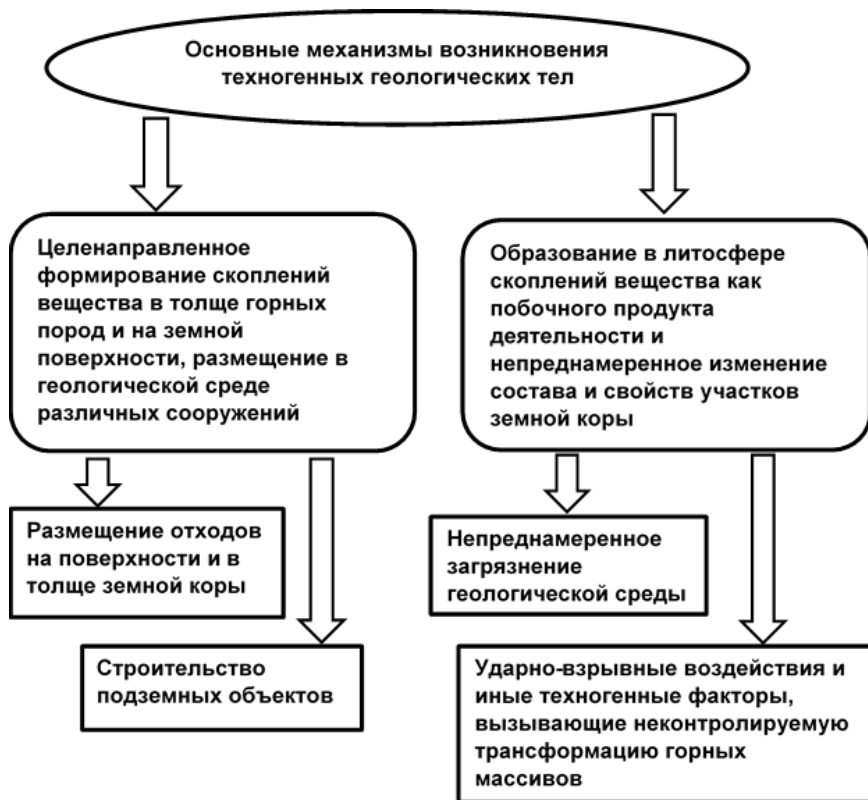 Основные механизмы возникновения
техногенных геологических тел
Целенаправленное
формирование скоплений
вещества в толще горных
пород и на земной
поверхности, размещение в
геологической среде
различных сооружений
Образование в литосфере
скоплений вещества как
побочного продукта
деятельности и
непреднамеренное изменение
состава и свойств участков
земной коры
Размещение отходов
на поверхности и в
толще земной коры
Непреднамеренное
загрязнение
геологической среды
Строительство
подземных объектов
Ударно-взрывные воздействия и
иные техногенные факторы,
вызывающие неконтролируемую
трансформацию горных
массивов